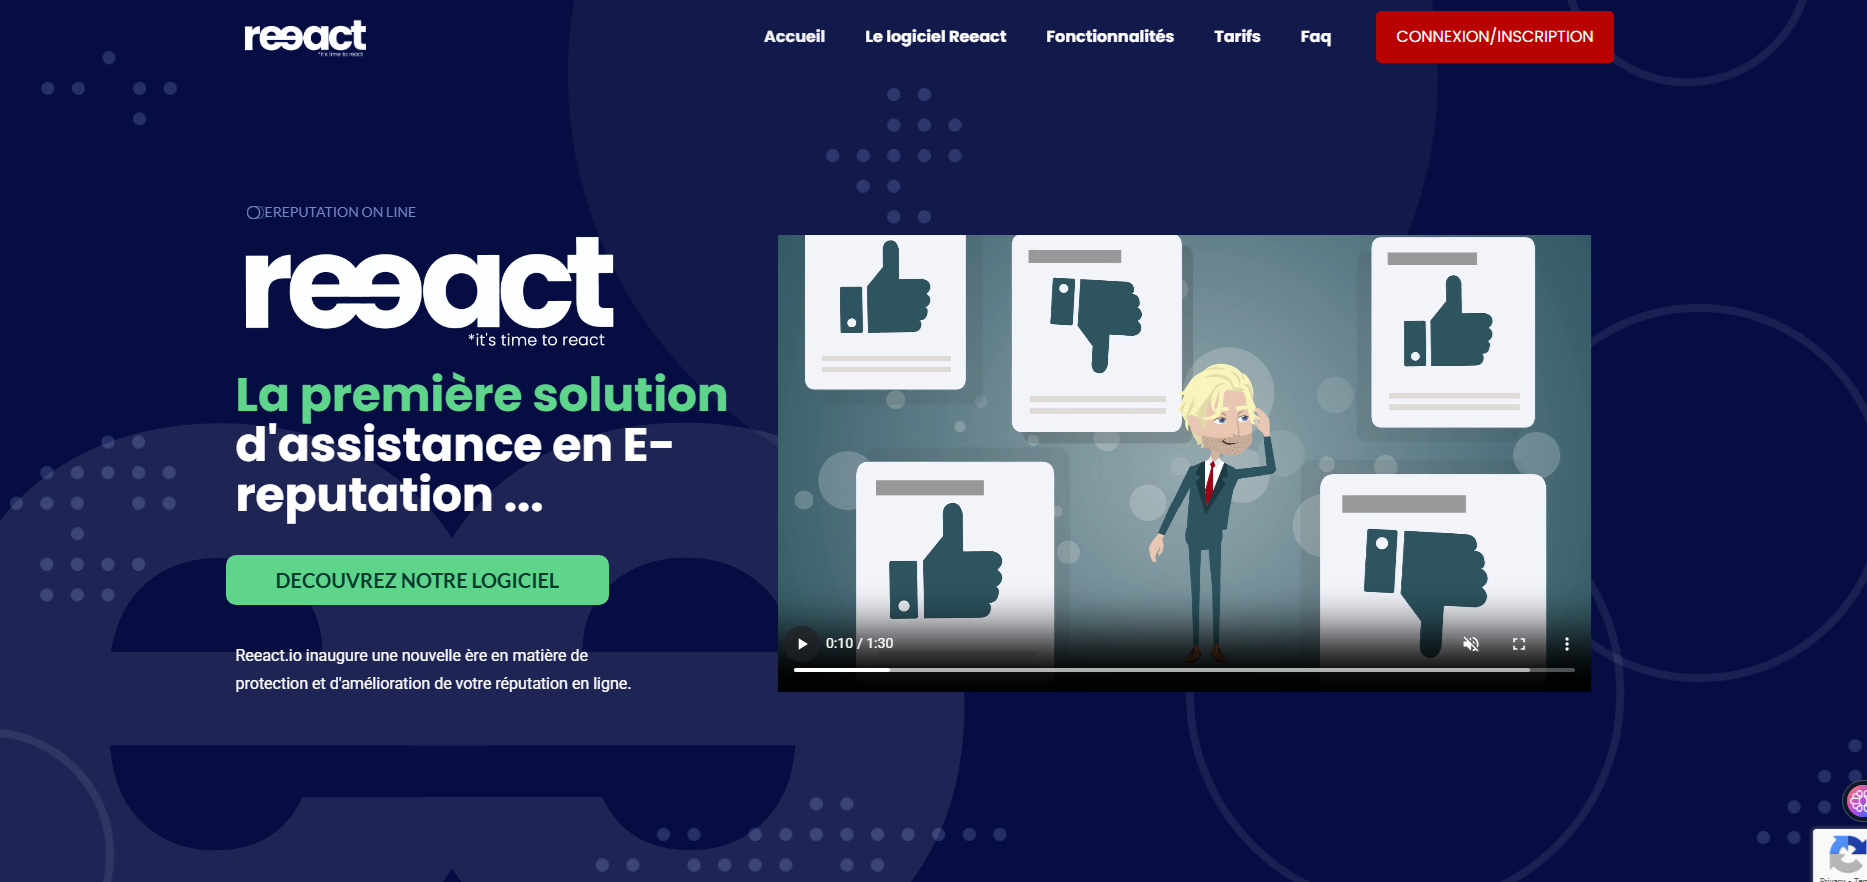 reeact
*it's time to react
Accueil
Le logiciel Reeact
Fonctionnalités
Tarifs
Faq
CONNEXION/INSCRIPTION
EREPUTATION ON LINE
reeact
*it's time to react
La première solution
d'assistance en E-
reputation ...
DECOUVREZ NOTRE LOGICIEL
Reeact.io inaugure une nouvelle ère en matière de
protection et d'amélioration de votre réputation en ligne.
0:10 / 1:30